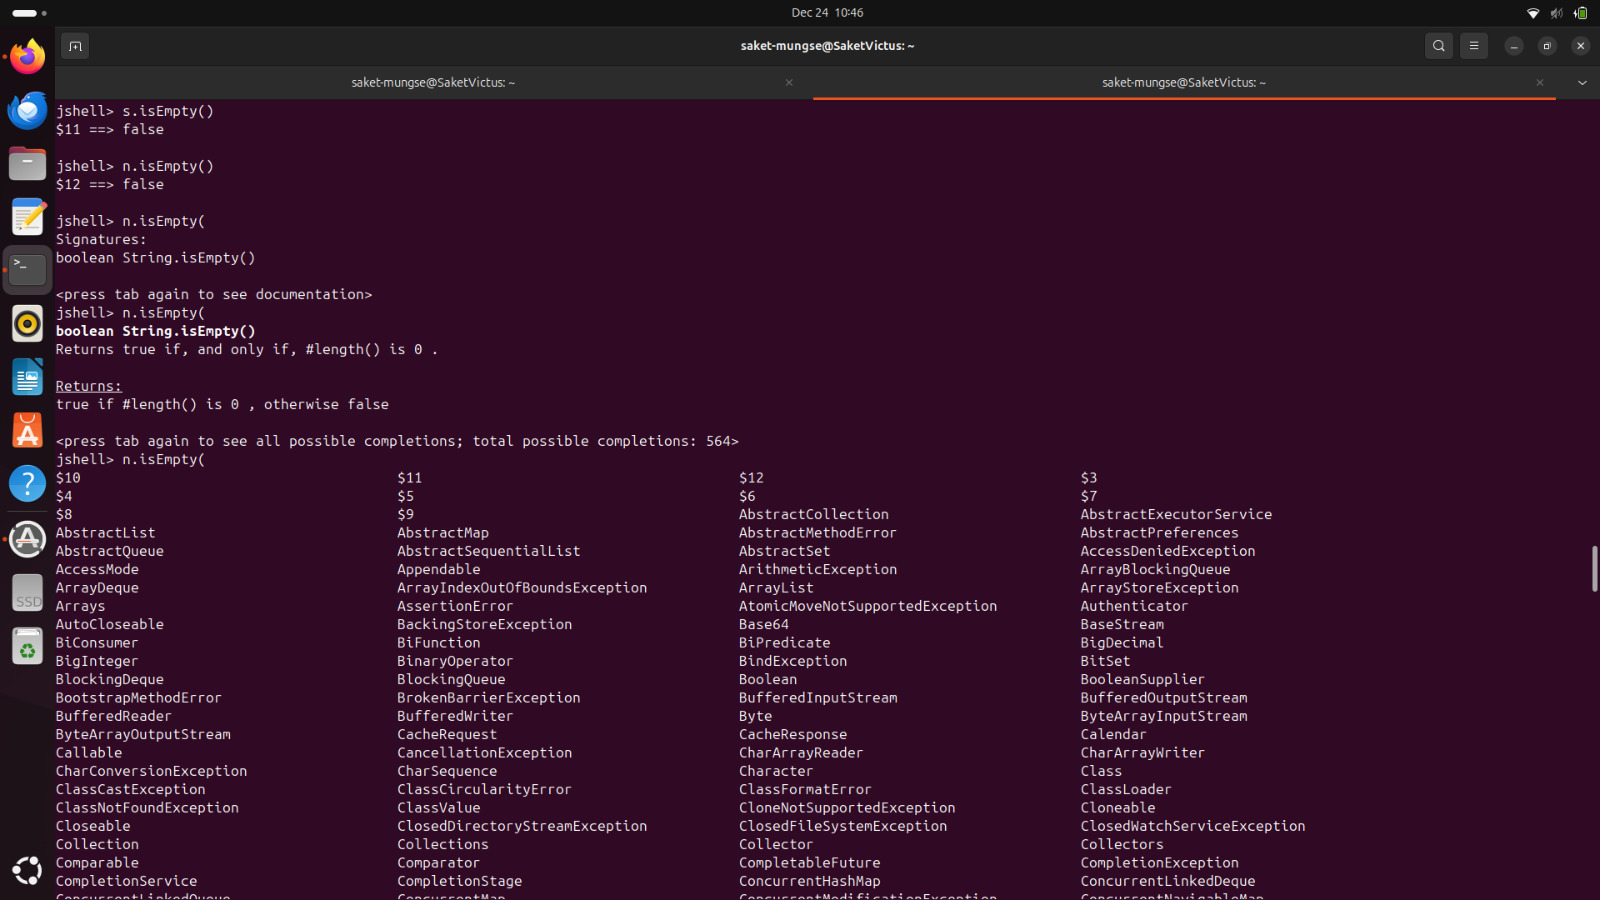 Dec 24 10:46
saket-mungse@SaketVictus: ~
saket-mungse@SaketVictus: ~
saket-mungse@SaketVictus: ~
jshell> s.isEmpty()
$11 ==> false
jshell> n.isEmpty()
$12 ==> false
jshell> n.isEmpty(
Signatures:
boolean String.isEmpty()
<press tab again to see documentation>
jshell> n.isEmpty(
boolean String.isEmpty()
Returns true if, and only if, #length() is 0 .
Returns:
true if #length() is 0 , otherwise false
<press tab again to see all possible completions; total possible completions: 564>
jshell> n.isEmpty(
$10 $11 $12 $3
$4 $5 $6 $7
$8 $9 AbstractCollection AbstractExecutorService
AbstractList AbstractMap AbstractMethodError AbstractPreferences
AbstractQueue AbstractSequentialList AbstractSet AccessDeniedException
AccessMode Appendable ArithmeticException ArrayBlockingQueue
ArrayDeque ArrayIndexOutOfBoundsException ArrayList ArrayStoreException
Arrays AssertionError AtomicMoveNotSupportedException Authenticator
AutoCloseable BackingStoreException Base64 BaseStream
BiConsumer BiFunction BiPredicate BigDecimal
BigInteger BinaryOperator BindException BitSet
BlockingDeque BlockingQueue Boolean BooleanSupplier
BootstrapMethodError BrokenBarrierException BufferedInputStream BufferedOutputStream
BufferedReader BufferedWriter Byte ByteArrayInputStream
ByteArrayOutputStream CacheRequest CacheResponse Calendar
Callable CancellationException CharArrayReader CharArrayWriter
CharConversionException CharSequence Character Class
ClassCastException ClassCircularityError ClassFormatError ClassLoader
ClassNotFoundException ClassValue CloneNotSupportedException Cloneable
Closeable ClosedDirectoryStreamException ClosedFileSystemException ClosedWatchServiceException
Collection Collections Collector Collectors
Comparable Comparator CompletableFuture CompletionException
CompletionService CompletionStage ConcurrentHashMap ConcurrentLinkedDeque
ConcurrentLinkedQueue ConcurrentMap ConcurrentModificationException ConcurrentNavigableMap
SSD